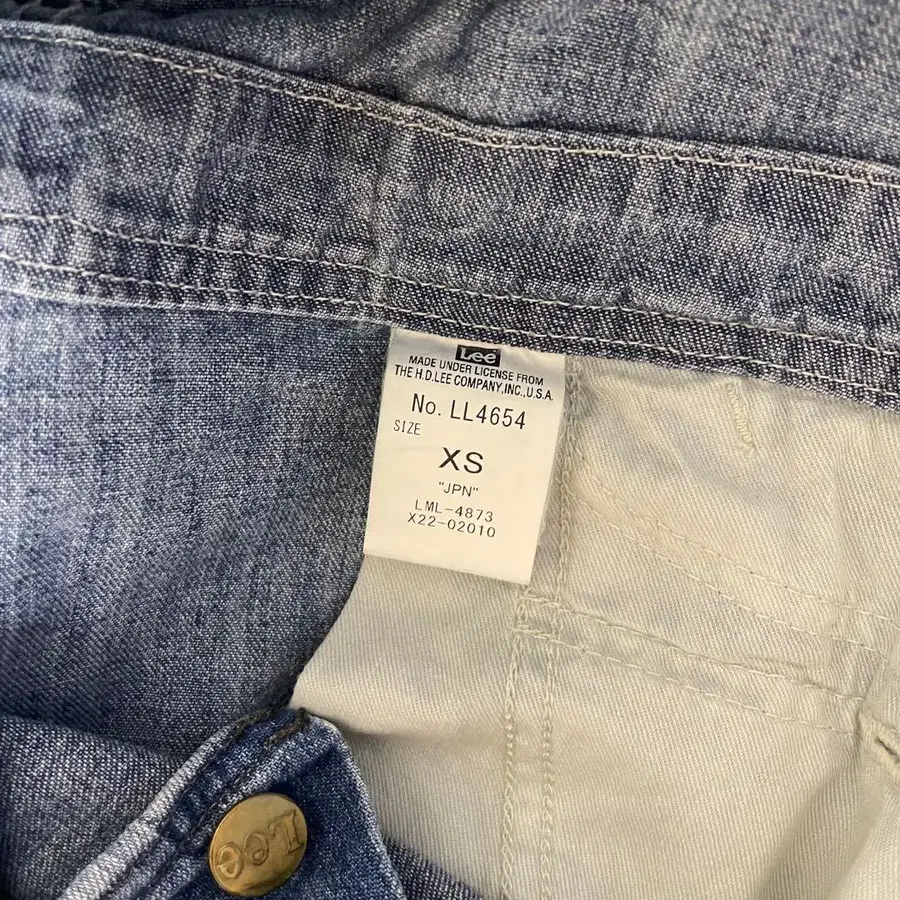 Lee
MADE UNDER LICENSE FROM
THE H.D.LEE COMPANY,INC.,U.S.A.
No. LL4654
SIZE
XS
"JPN"
LML-4873
X22-02010
Lee